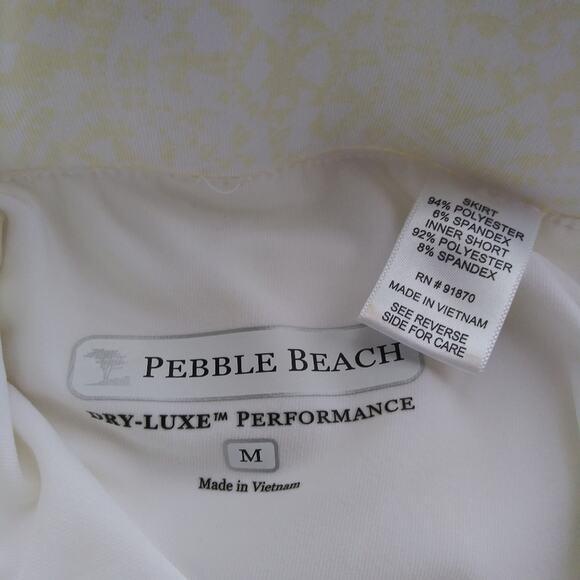 SKIRT
94% POLYESTER
6% SPANDEX
INNER SHORT
92% POLYESTER
8% SPANDEX
RN # 91870
MADE IN VIETNAM
SEE REVERSE
SIDE FOR CARE
PEBBLE BEACH
DRY-LUXE™ PERFORMANCE
M
Made in Vietnam